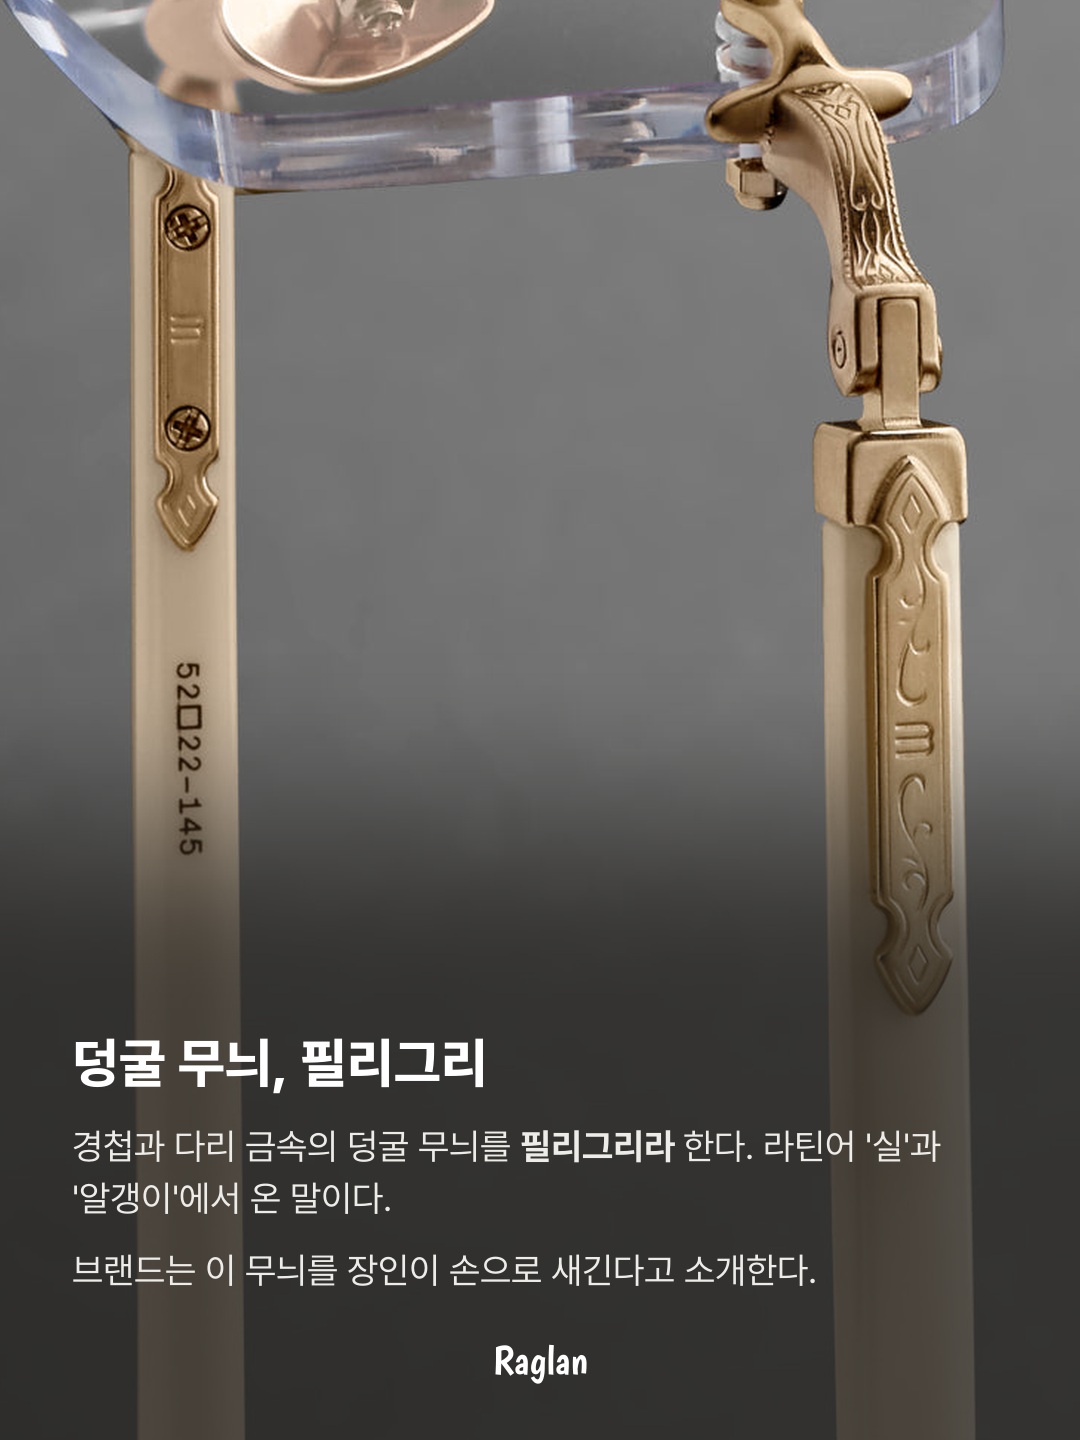 52□22-145
덩굴 무늬, 필리그리
경첩과 다리 금속의 덩굴 무늬를 필리그리라 한다. 라틴어 '실'과
'알갱이'에서 온 말이다.
브랜드는 이 무늬를 장인이 손으로 새긴다고 소개한다.
Raglan